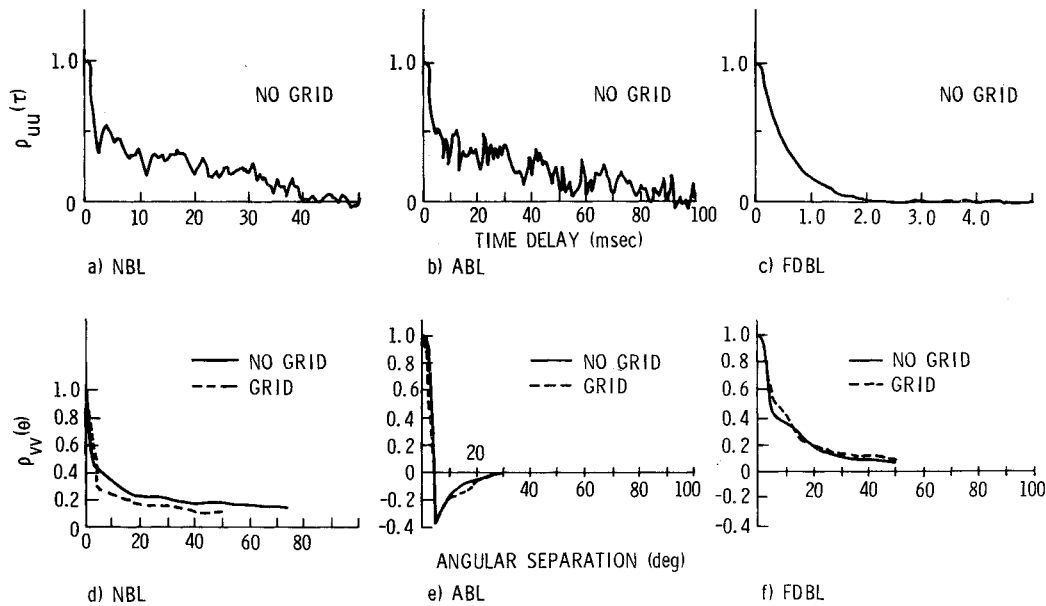 1.0
NO GRID
ρuu(τ)
0
0 10 20 30 40
a) NBL
1.0
NO GRID
0
0 20 40 60 80 100
TIME DELAY (msec)
b) ABL
1.0
NO GRID
0
0 1.0 2.0 3.0 4.0
c) FDBL
1.0
0.8
0.6
0.4
0.2
0
ρvv(θ)
NO GRID
GRID
0 20 40 60 80
d) NBL
1.0
0.8
0.6
0.4
0.2
0
-0.2
-0.4
NO GRID
GRID
20
40 60 80 100
ANGULAR SEPARATION (deg)
e) ABL
1.0
0.8
0.6
0.4
0.2
0
-0.2
-0.4
NO GRID
GRID
20 40 60 80 100
f) FDBL